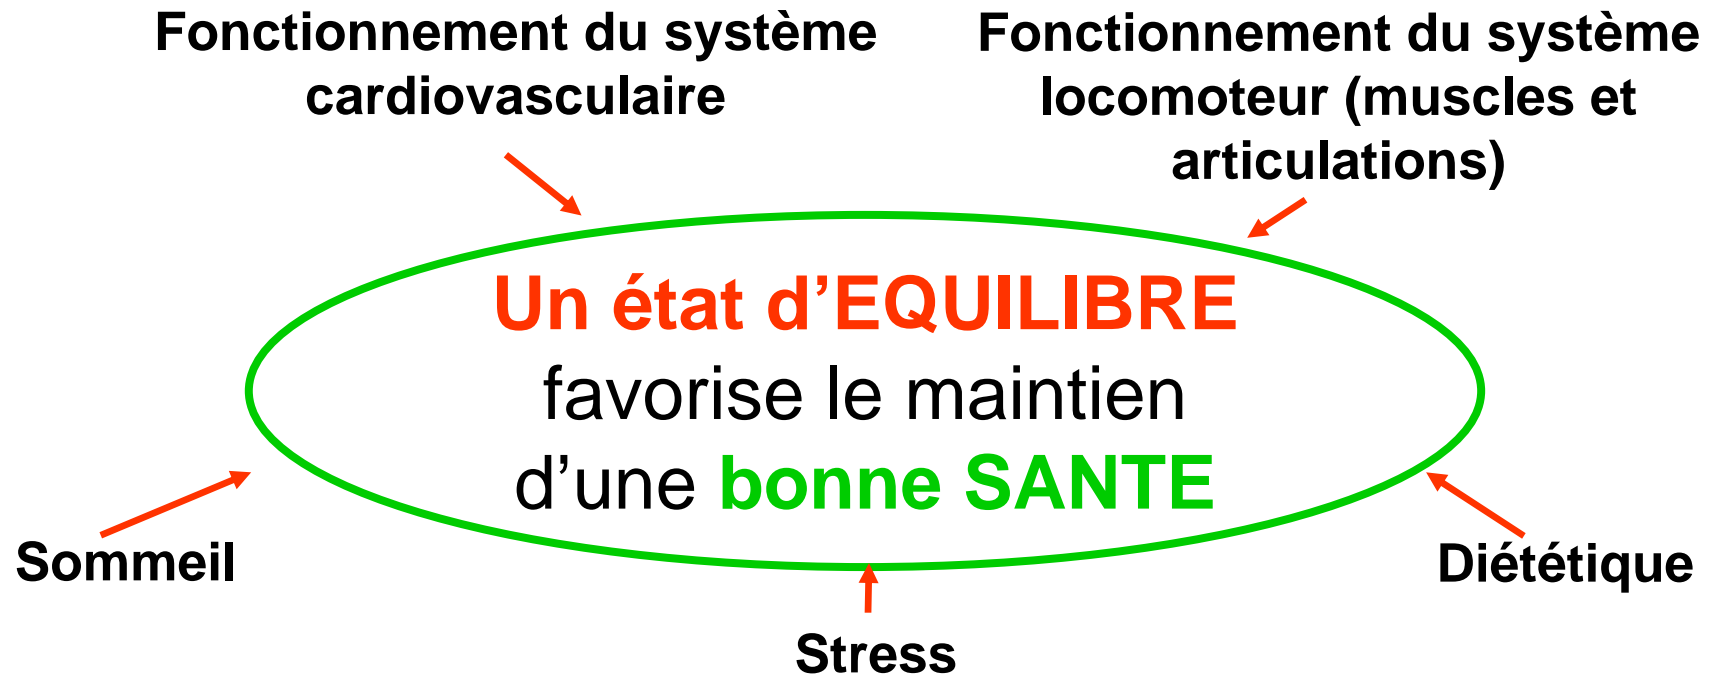 Fonctionnement du système
cardiovasculaire
Fonctionnement du système
locomoteur (muscles et
articulations)
Un état d’EQUILIBRE
favorise le maintien
d’une bonne SANTE
Sommeil
Diététique
Stress